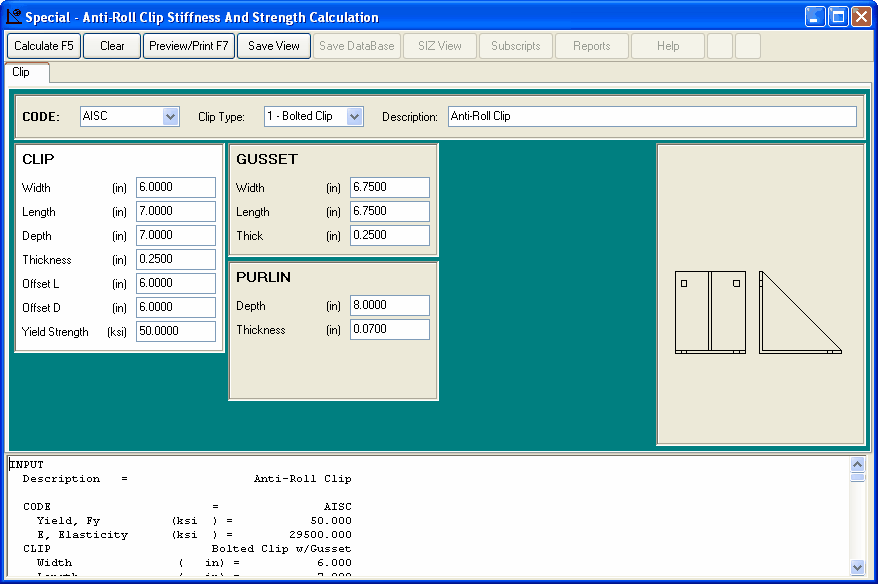 Special - Anti-Roll Clip Stiffness And Strength Calculation
Calculate F5 Clear Preview/Print F7 Save View Save DataBase SIZ View Subscripts Reports Help
Clip
CODE: AISC Clip Type: 1 - Bolted Clip Description: Anti-Roll Clip
CLIP
Width (in) 6.0000
Length (in) 7.0000
Depth (in) 7.0000
Thickness (in) 0.2500
Offset L (in) 6.0000
Offset D (in) 6.0000
Yield Strength (ksi) 50.0000
GUSSET
Width (in) 6.7500
Length (in) 6.7500
Thick (in) 0.2500
PURLIN
Depth (in) 8.0000
Thickness (in) 0.0700
INPUT
Description = Anti-Roll Clip
CODE = AISC
Yield, Fy (ksi ) = 50.000
E, Elasticity (ksi ) = 29500.000
CLIP Bolted Clip w/Gusset
Width ( in) = 6.000
Length ( in) = 7.000